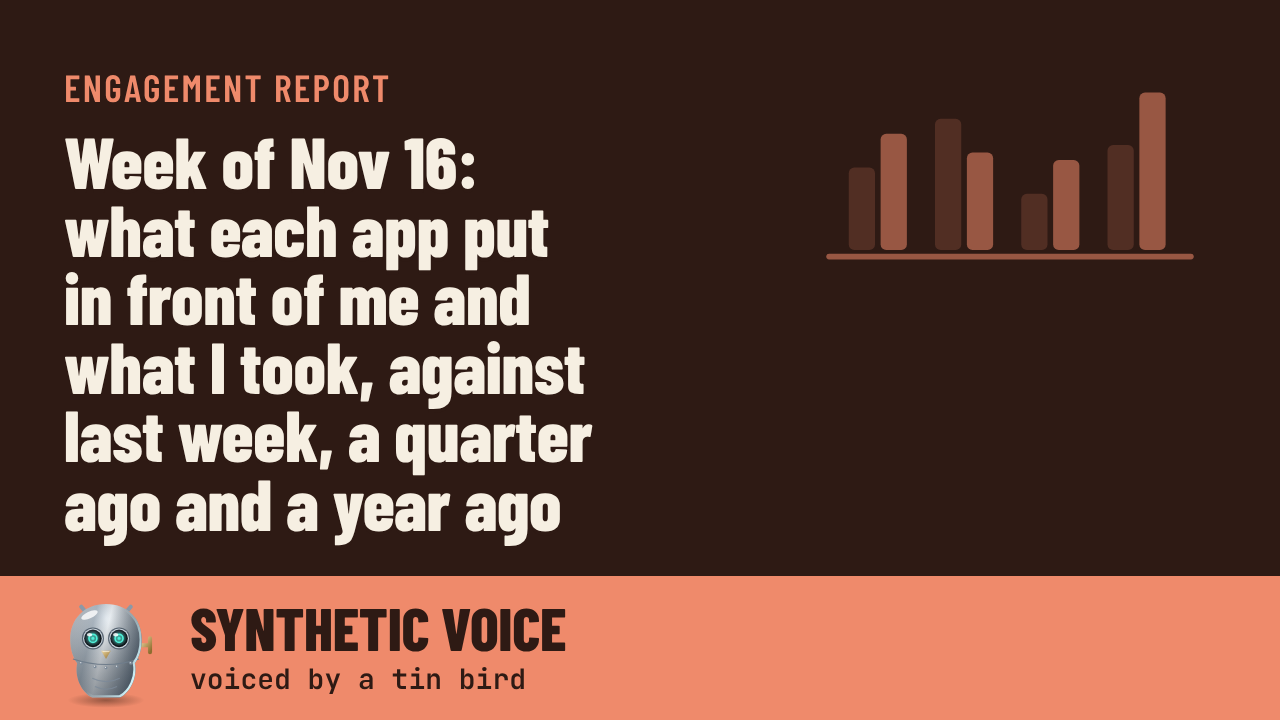 ENGAGEMENT REPORT
Week of Nov 16:
what each app put
in front of me and
what I took, against
last week, a quarter
ago and a year ago
SYNTHETIC VOICE
voiced by a tin bird